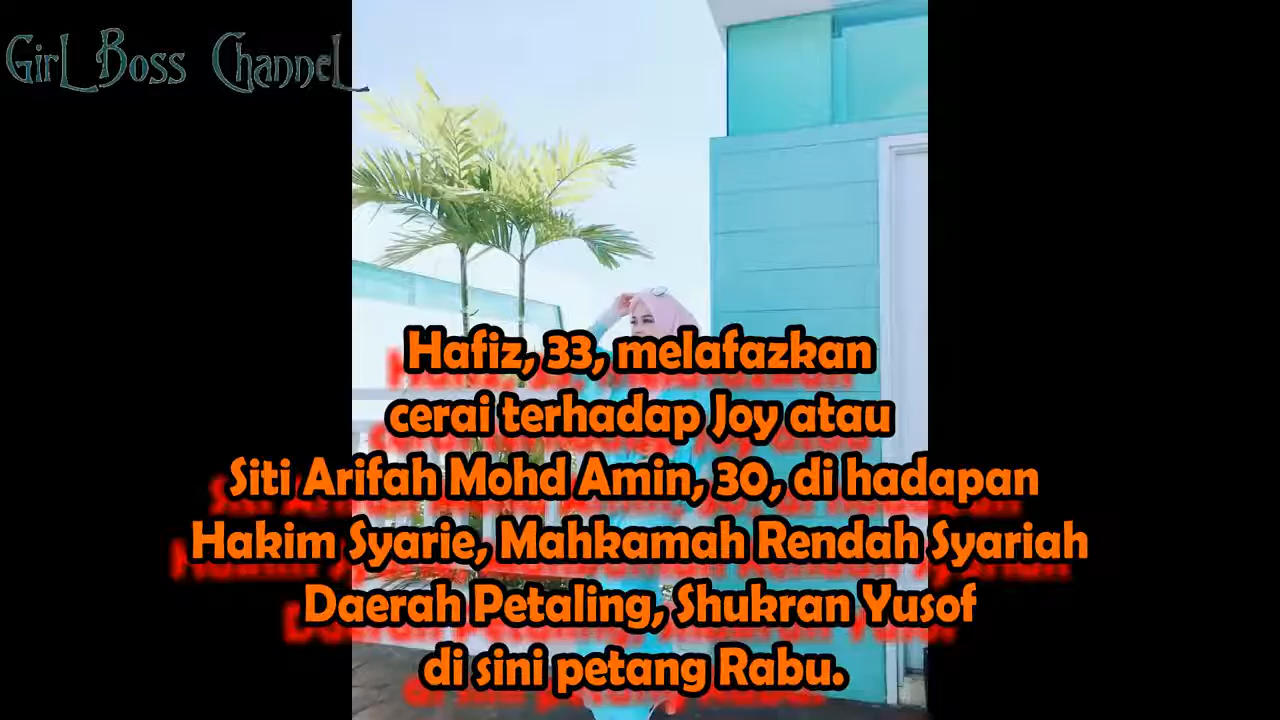 Girl Boss Channel
Hafiz, 33, melafazkan
cerai terhadap Joy atau
Siti Arifah Mohd Amin, 30, di hadapan
Hakim Syarie, Mahkamah Rendah Syariah
Daerah Petaling, Shukran Yusof
di sini petang Rabu.